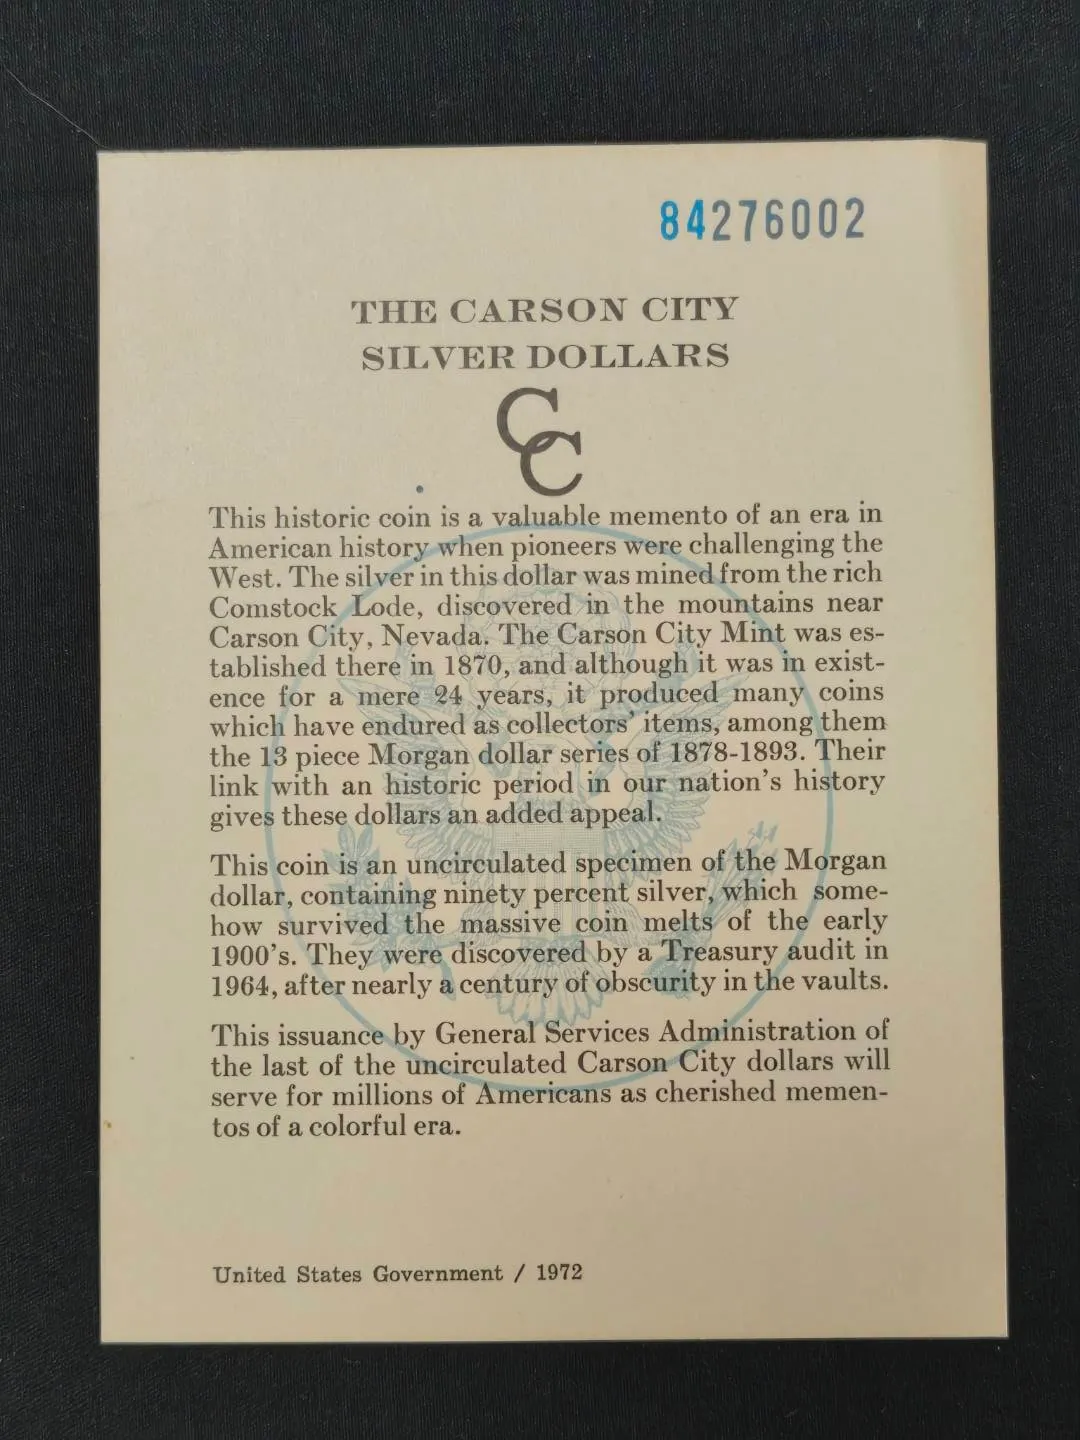 84276002
THE CARSON CITY
SILVER DOLLARS
CC
This historic coin is a valuable memento of an era in
American history when pioneers were challenging the
West. The silver in this dollar was mined from the rich
Comstock Lode, discovered in the mountains near
Carson City, Nevada. The Carson City Mint was es-
tablished there in 1870, and although it was in exist-
ence for a mere 24 years, it produced many coins
which have endured as collectors' items, among them
the 13 piece Morgan dollar series of 1878-1893. Their
link with an historic period in our nation's history
gives these dollars an added appeal.
This coin is an uncirculated specimen of the Morgan
dollar, containing ninety percent silver, which some-
how survived the massive coin melts of the early
1900's. They were discovered by a Treasury audit in
1964, after nearly a century of obscurity in the vaults.
This issuance by General Services Administration of
the last of the uncirculated Carson City dollars will
serve for millions of Americans as cherished memen-
tos of a colorful era.
United States Government / 1972